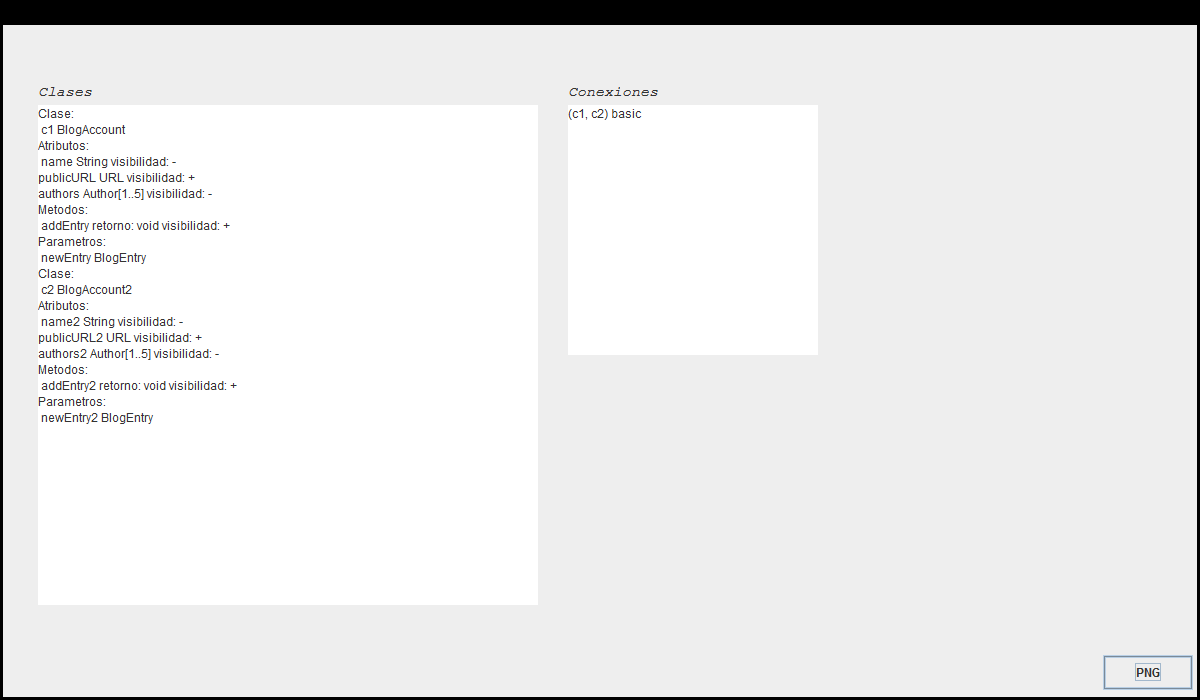 Clases
Clase:
c1 BlogAccount
Atributos:
name String visibilidad: -
publicURL URL visibilidad: +
authors Author[1..5] visibilidad: -
Metodos:
addEntry retorno: void visibilidad: +
Parametros:
newEntry BlogEntry
Clase:
c2 BlogAccount2
Atributos:
name2 String visibilidad: -
publicURL2 URL visibilidad: +
authors2 Author[1..5] visibilidad: -
Metodos:
addEntry2 retorno: void visibilidad: +
Parametros:
newEntry2 BlogEntry
Conexiones
(c1, c2) basic
PNG